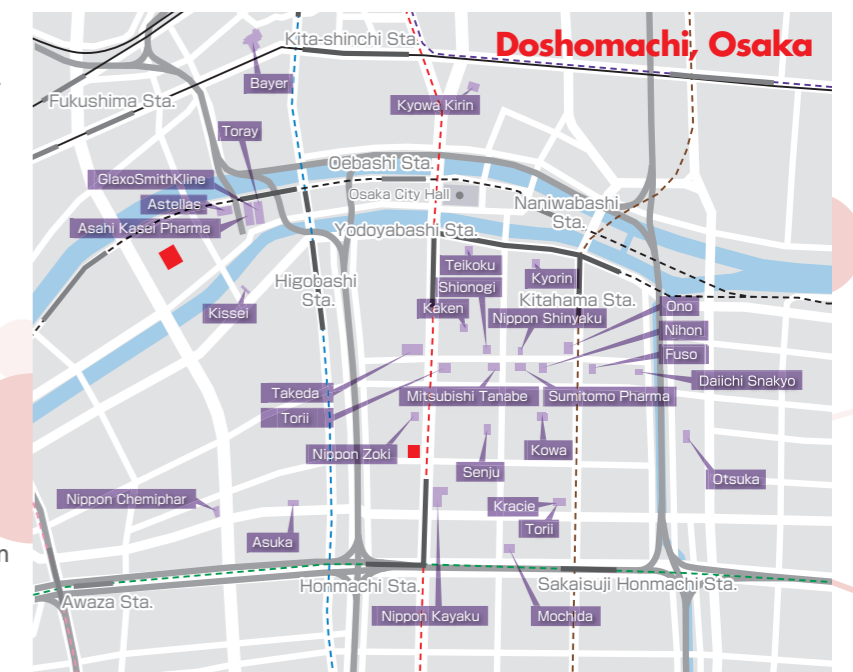 Doshomachi, Osaka
Kita-shinchi Sta.
Bayer
Fukushima Sta.
Kyowa Kirin
Toray
Oebashi Sta.
GlaxoSmithKline
Osaka City Hall
Astellas
Naniwabashi
Sta.
Asahi Kasei Pharma
Yodoyabashi Sta.
Teikoku
Kyorin
Higobashi
Sta.
Shionogi
Kitahama Sta.
Kissei
Kaken
Nippon Shinyaku
Ono
Nihon
Fuso
Daiichi Snakyo
Takeda
Mitsubishi Tanabe
Sumitomo Pharma
Torii
Nippon Zoki
Kowa
Senju
Otsuka
Nippon Chemiphar
Kracie
Asuka
Torii
n
Honmachi Sta.
Sakaisuji Honmachi Sta.
Awaza Sta.
Nippon Kayaku
Mochida